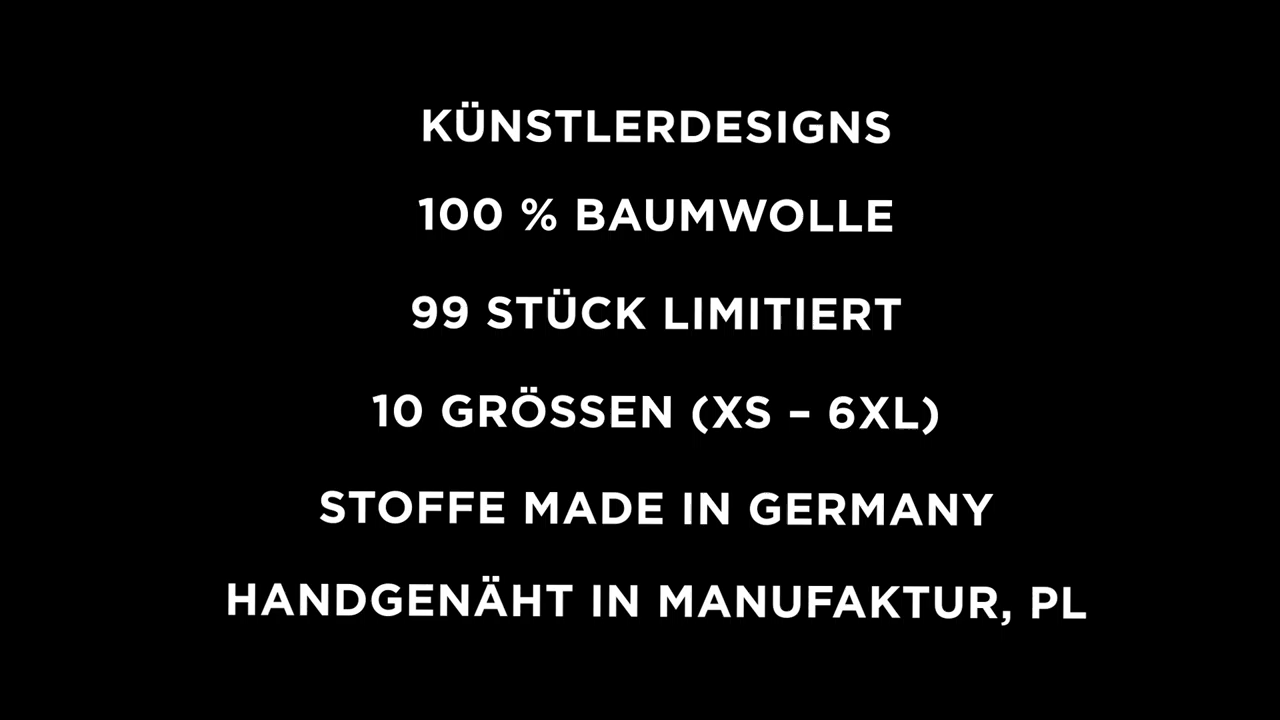 KÜNSTLERDESIGNS
100 % BAUMWOLLE
99 STÜCK LIMITIERT
10 GRÖSSEN (XS – 6XL)
STOFFE MADE IN GERMANY
HANDGENÄHT IN MANUFAKTUR, PL